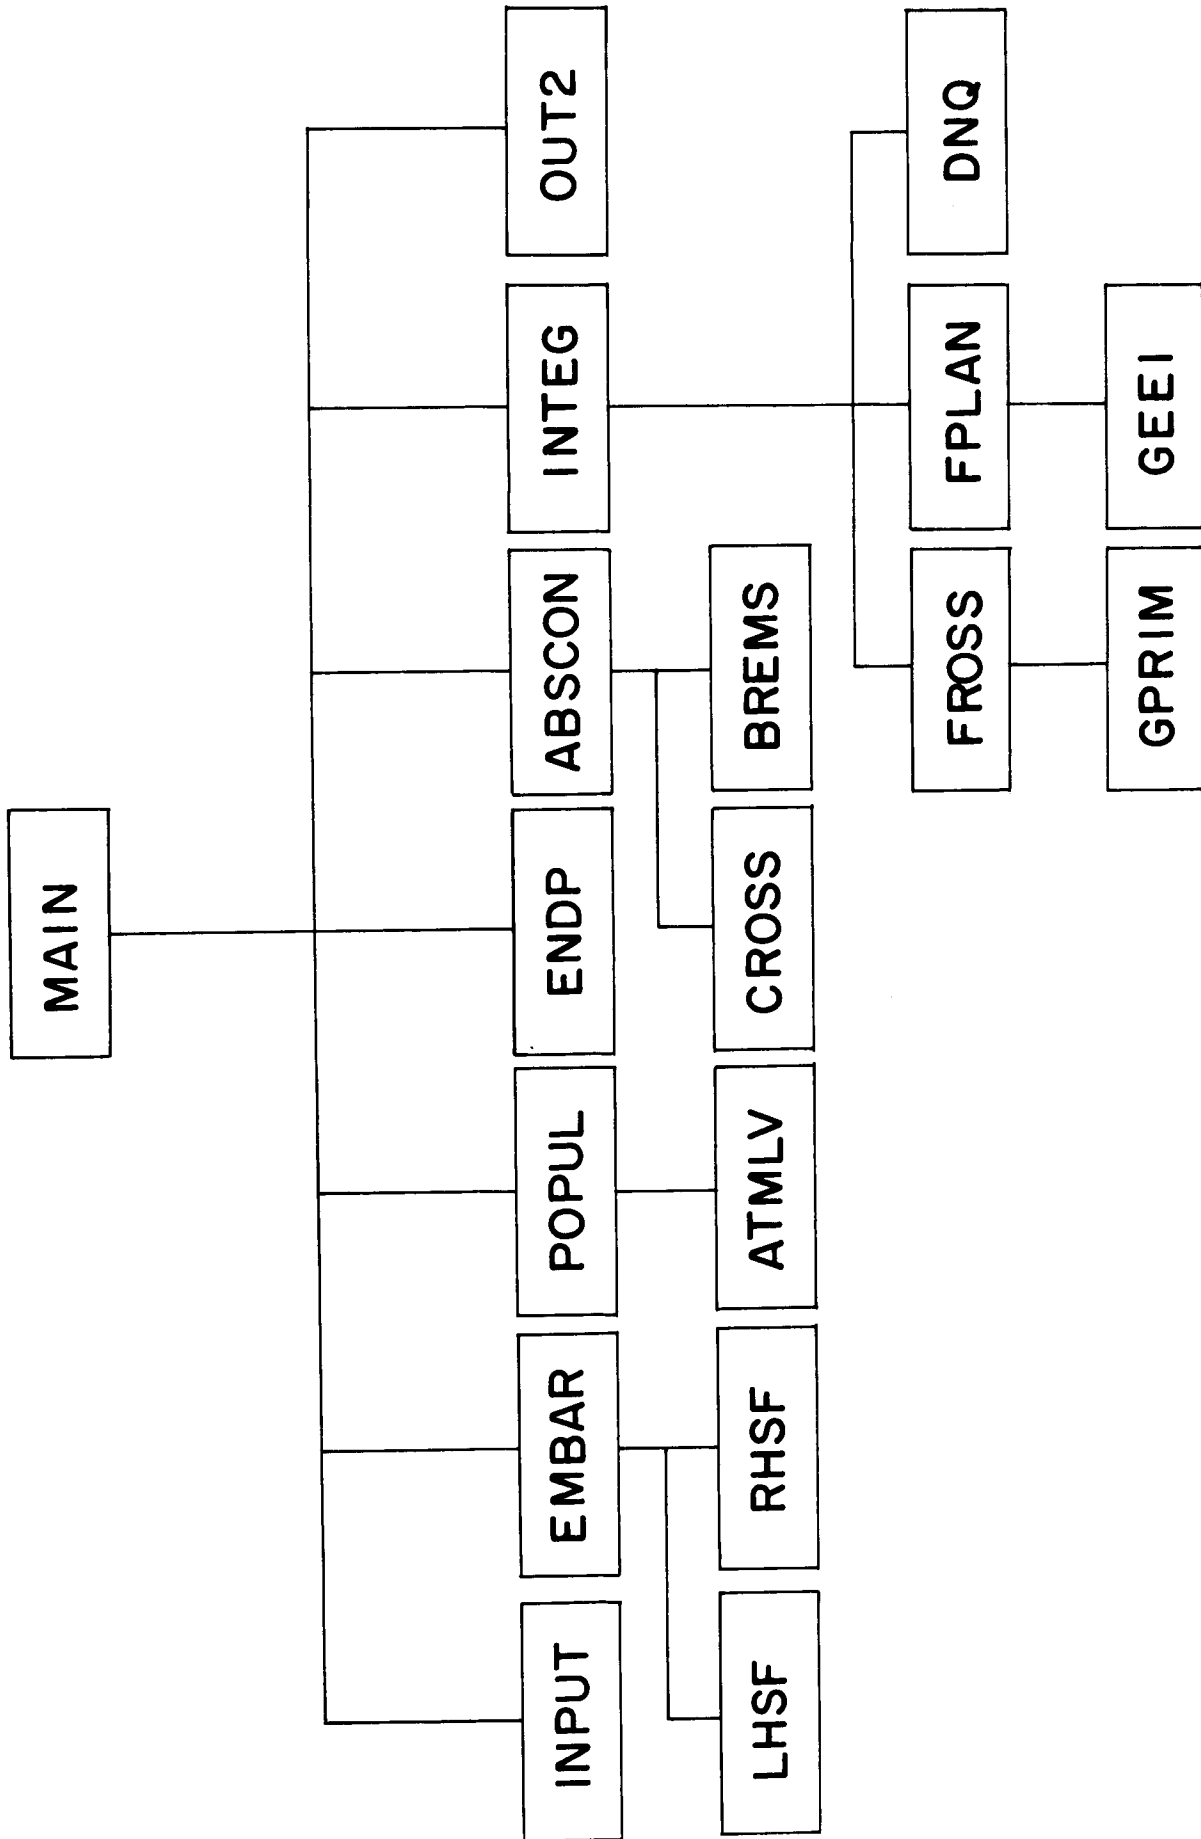 MAIN
INPUT
EMBAR
POPUL
ENDP
ABSCON
INTEG
OUT2
LHSF
RHSF
ATMLV
CROSS
BREMS
FROSS
FPLAN
DNQ
GPRIM
GEEI